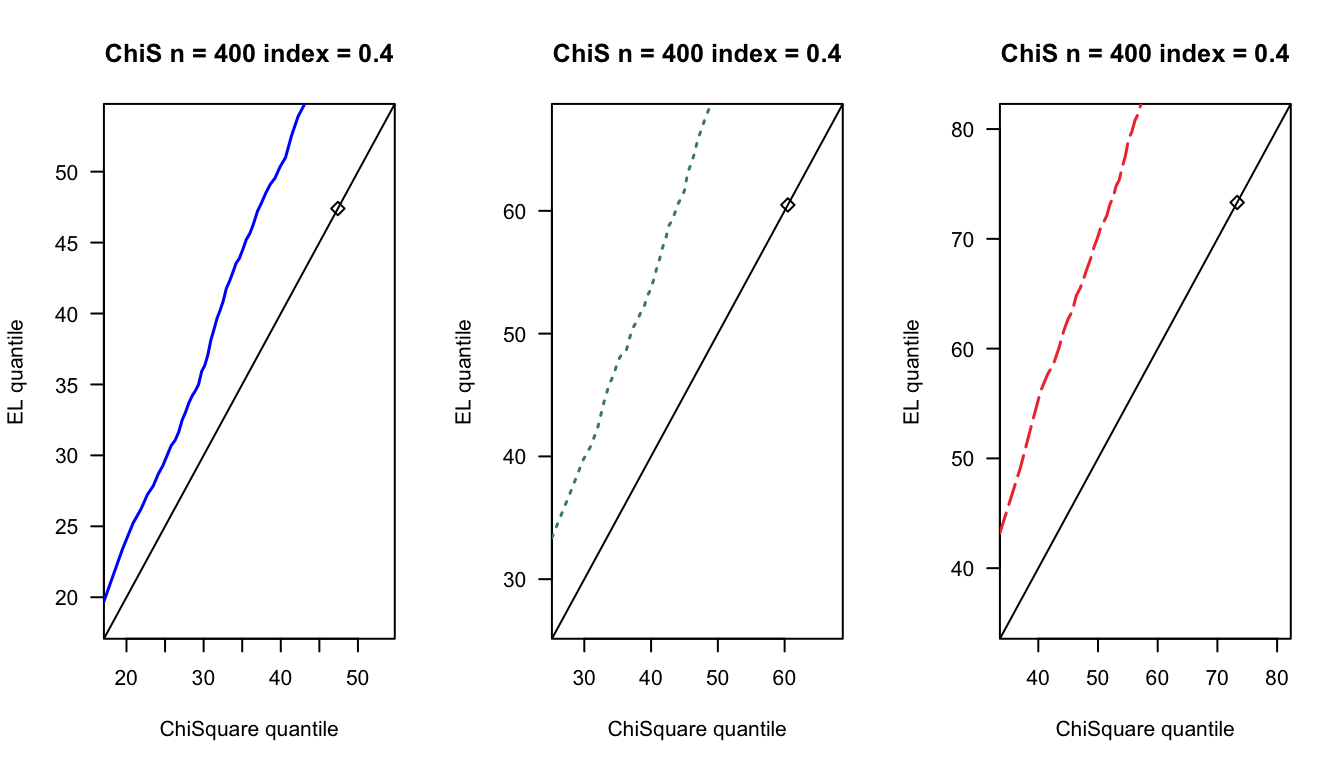 ChiS n = 400 index = 0.4
50
45
40
35
30
25
20
EL quantile
20 30 40 50
ChiSquare quantile
ChiS n = 400 index = 0.4
60
50
40
30
EL quantile
30 40 50 60
ChiSquare quantile
ChiS n = 400 index = 0.4
80
70
60
50
40
EL quantile
40 50 60 70 80
ChiSquare quantile